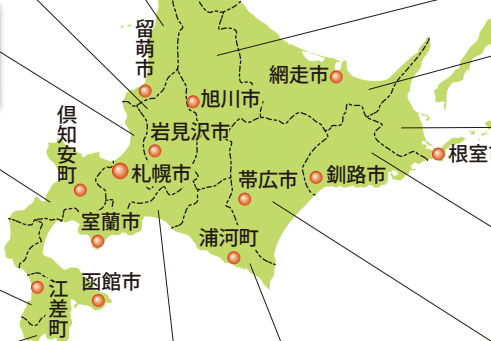 留萌市
網走市
旭川市
倶知安町
岩見沢市
根室市
札幌市
帯広市
釧路市
室蘭市
浦河町
函館市
江差町